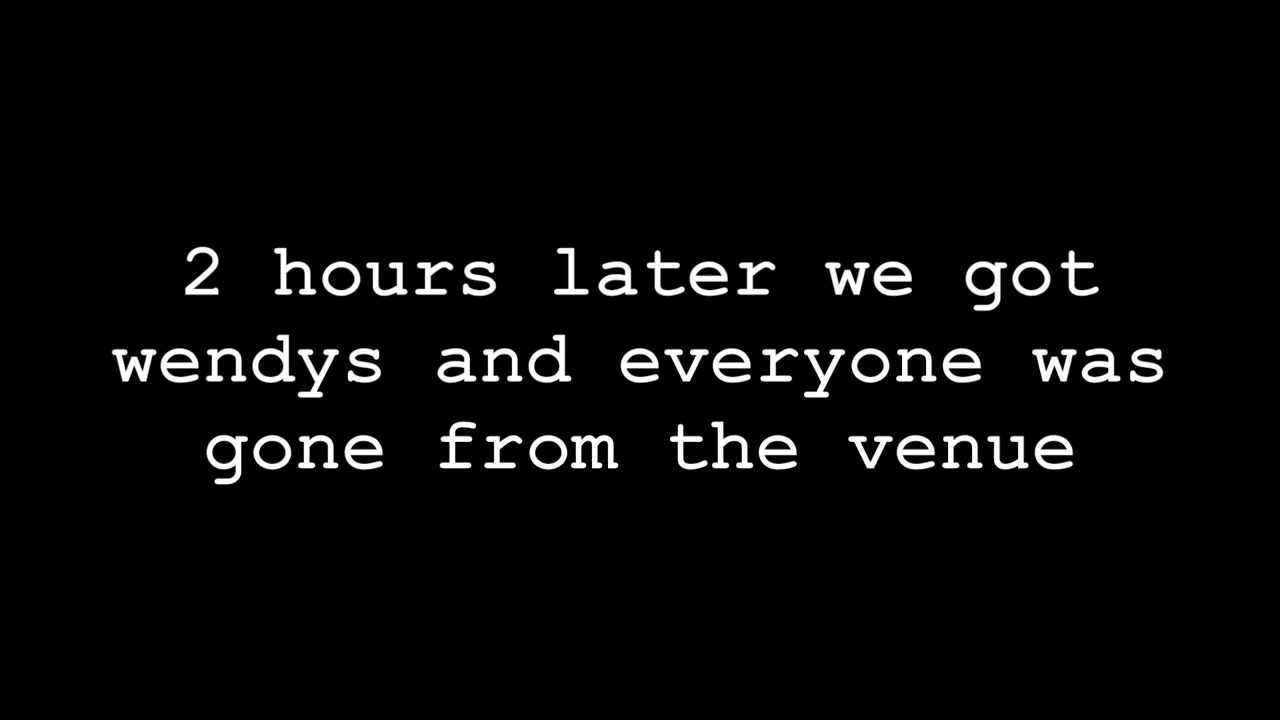 2 hours later we got
wendys and everyone was
gone from the venue